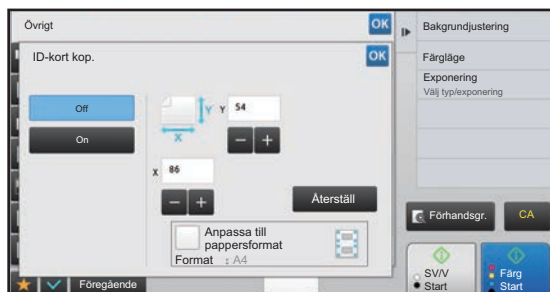 Övrigt
OK
ID-kort kop.
OK
Off
On
Y
Y
54
X
X
86
Återställ
Anpassa till
pappersformat
Format : A4
Föregående
Bakgrundjustering
Färgläge
Exponering
Välj typ/exponering
Förhandsgr.
CA
SV/V
Start
Färg
Start